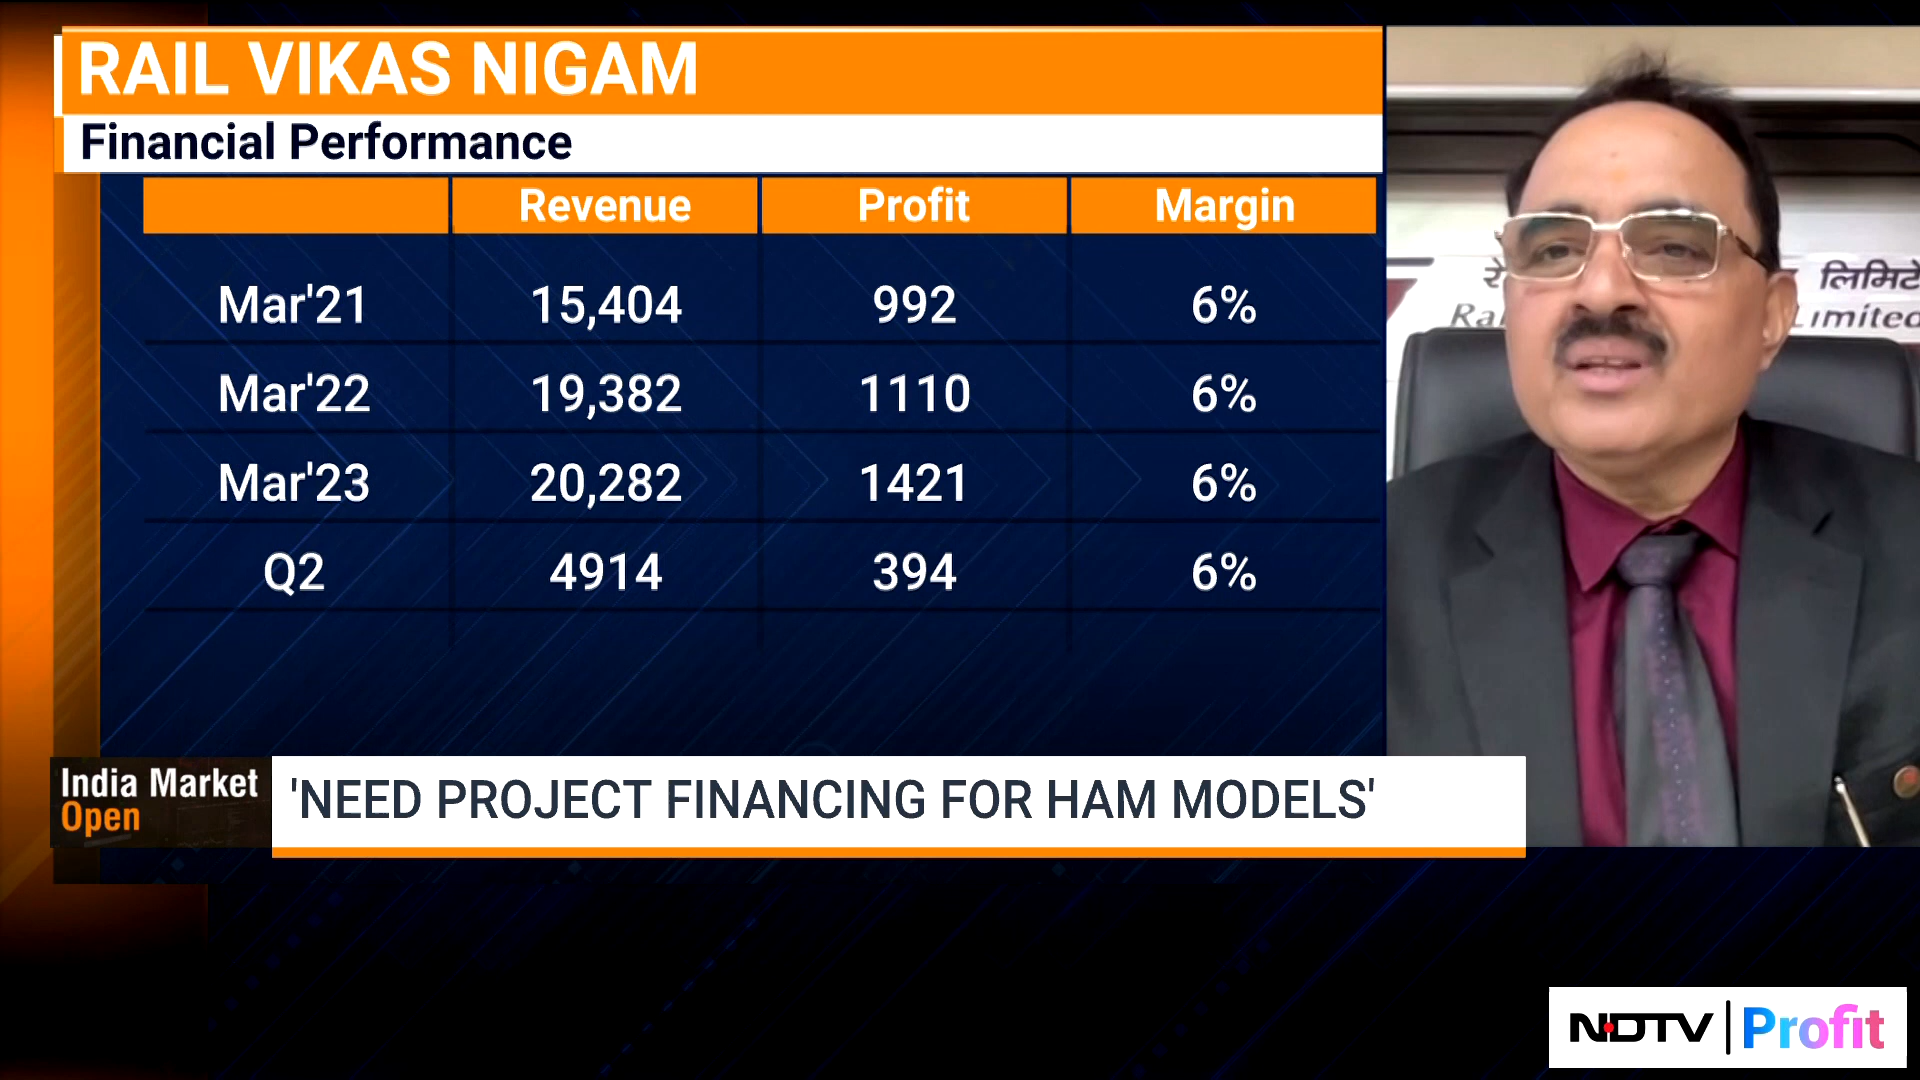 RAIL VIKAS NIGAM
Financial Performance
Revenue Profit Margin
Mar'21 15,404 992 6%
Mar'22 19,382 1110 6%
Mar'23 20,282 1421 6%
Q2 4914 394 6%
लिमिटे
Limited
India Market
Open
'NEED PROJECT FINANCING FOR HAM MODELS'
NDTV Profit